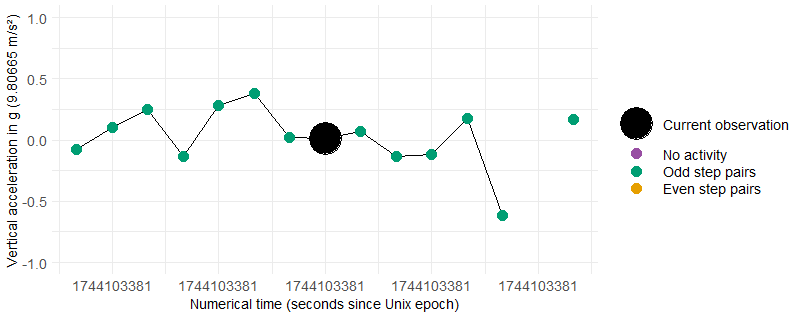 Vertical acceleration in g (9.80665 m/s²)
1.0
0.5
0.0
-0.5
-1.0
1744103381 1744103381 1744103381 1744103381 1744103381
Numerical time (seconds since Unix epoch)
Current observation
No activity
Odd step pairs
Even step pairs